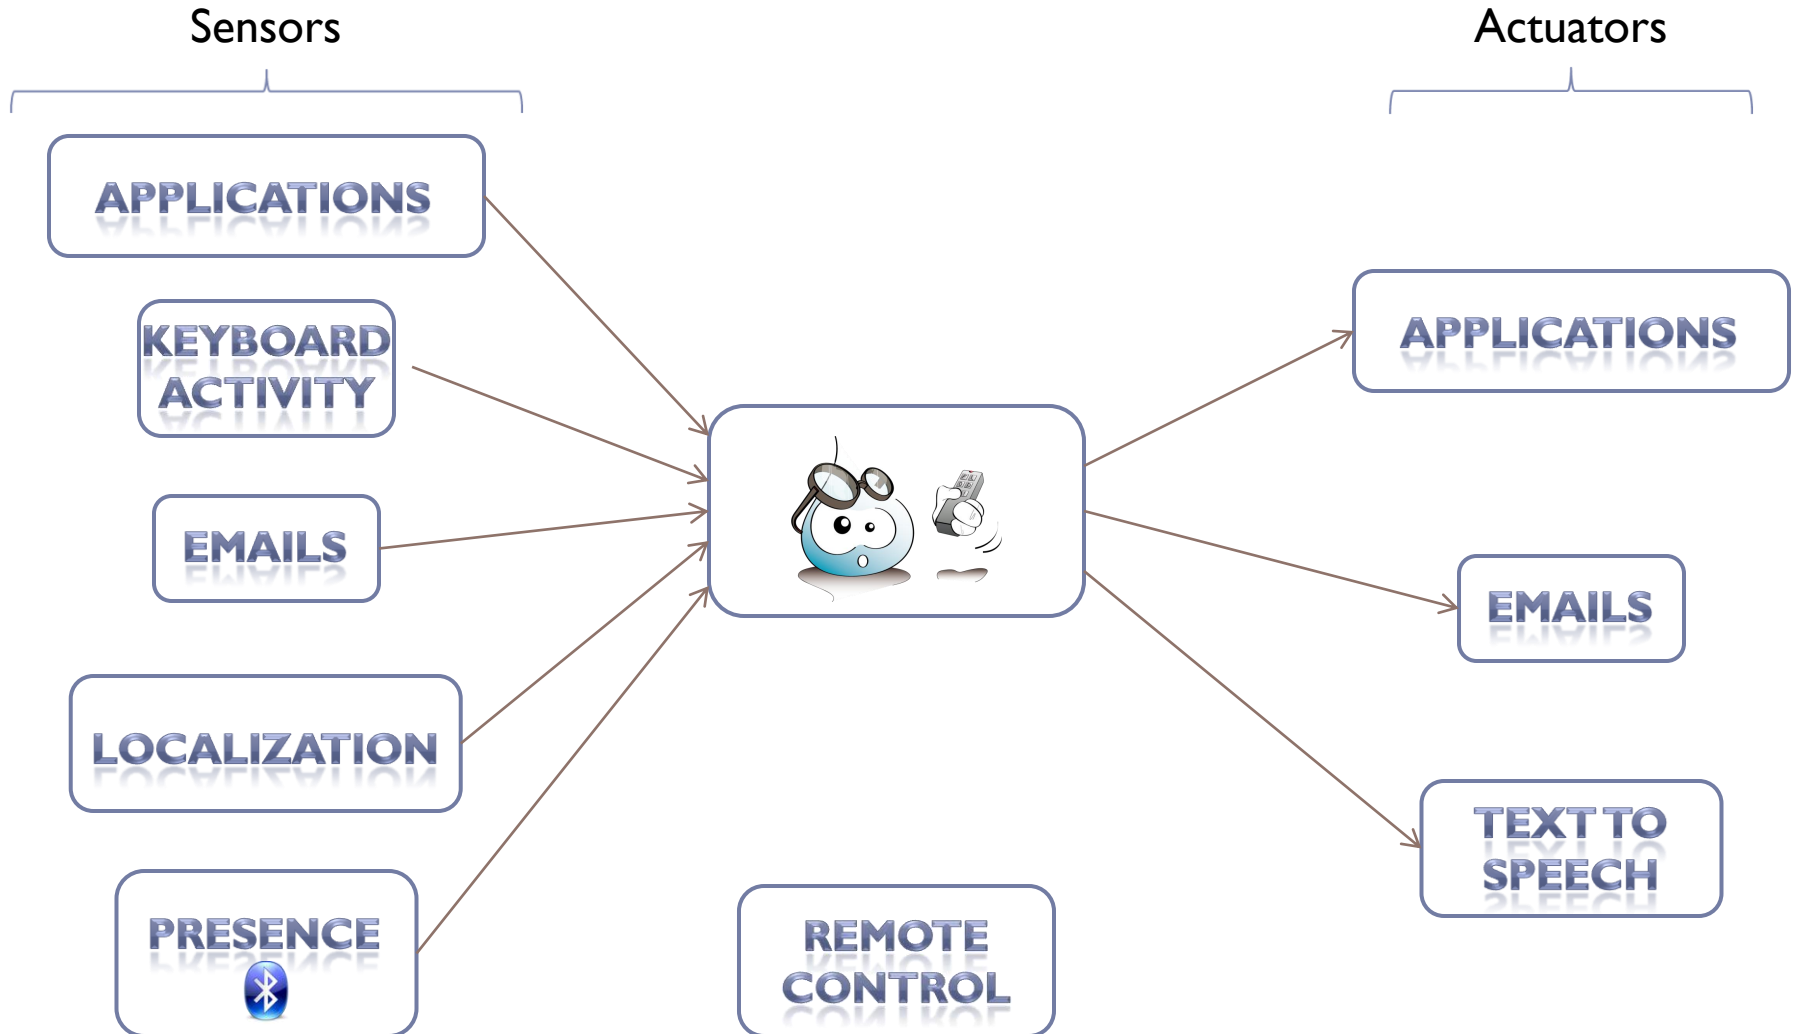 Sensors
Actuators
APPLICATIONS
KEYBOARD
ACTIVITY
EMAILS
LOCALIZATION
PRESENCE
REMOTE
CONTROL
APPLICATIONS
EMAILS
TEXT TO
SPEECH